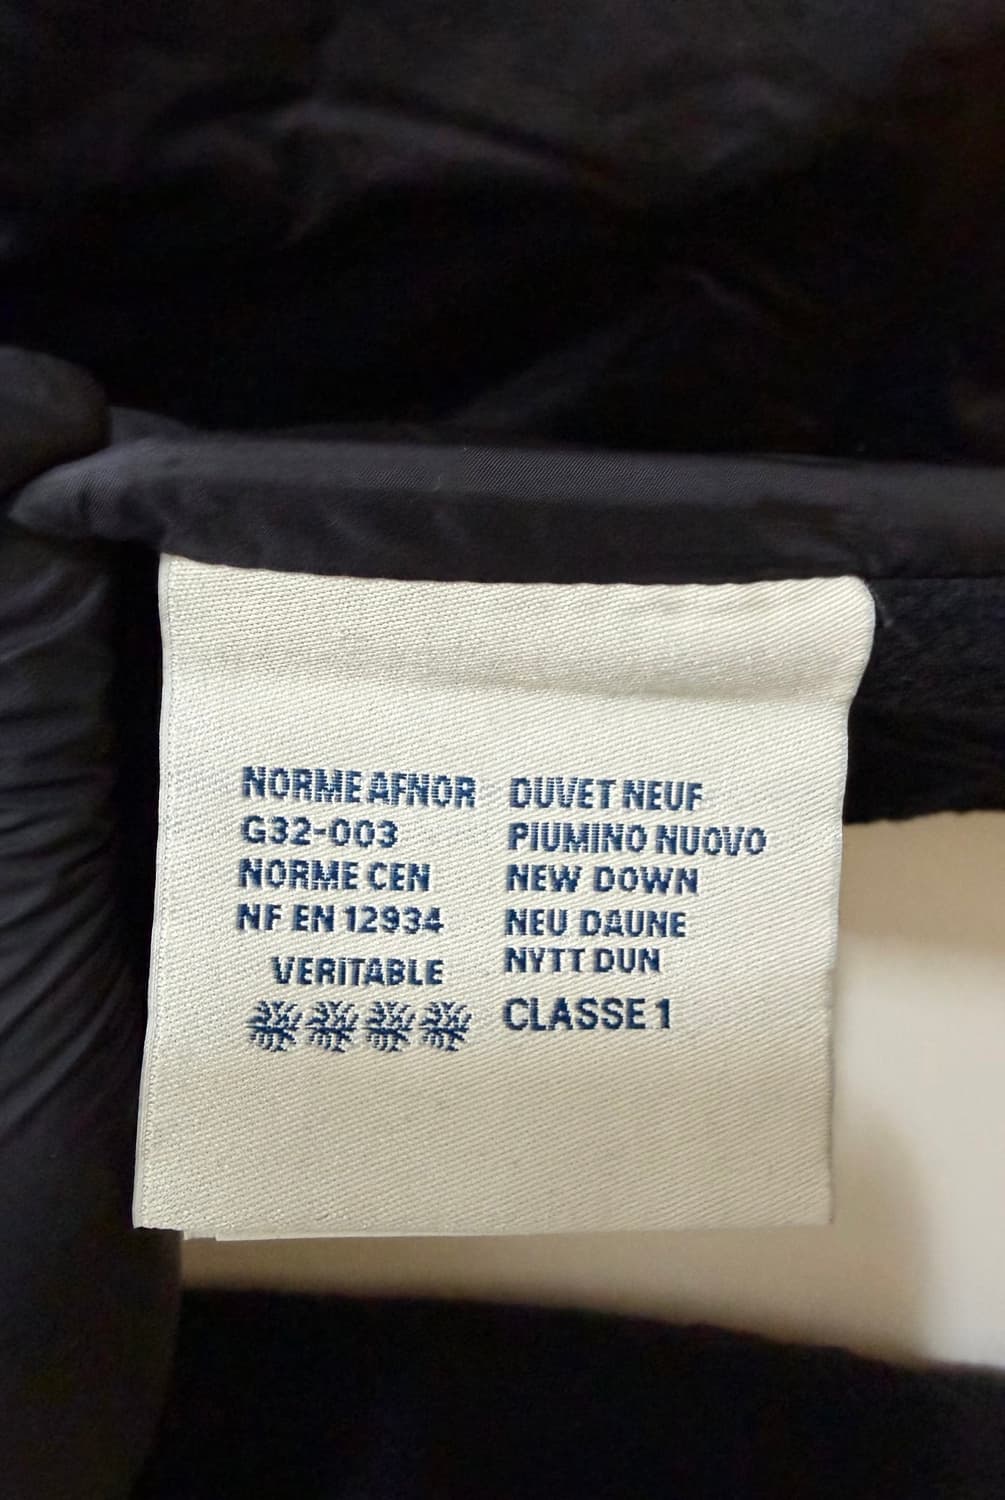 NORME AFNOR
G32-003
NORME CEN
NF EN 12934
VERITABLE
DUVET NEUF
PIUMINO NUOVO
NEW DOWN
NEU DAUNE
NYTT DUN
CLASSE 1